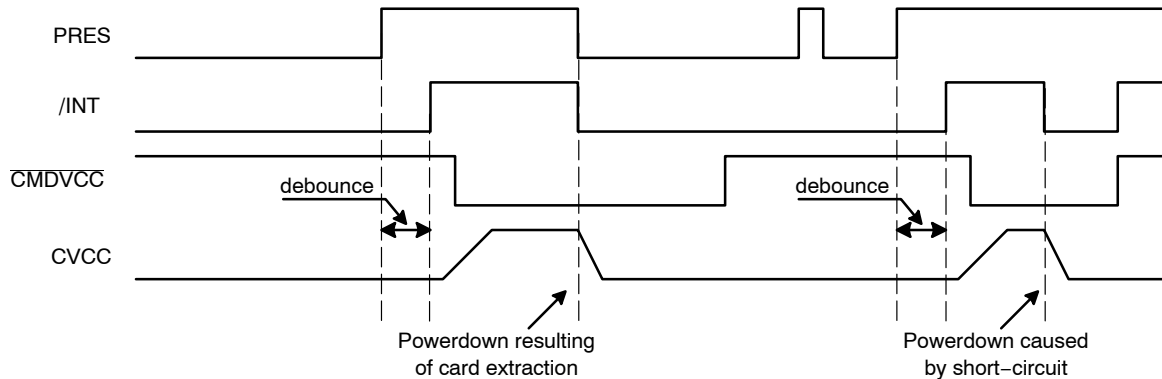 PRES
/INT
CMDVCC
debounce
debounce
CVCC
Powerdown resulting
of card extraction
Powerdown caused
by short−circuit